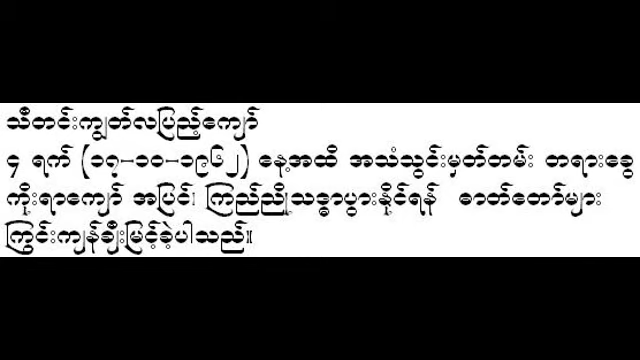 သီတင်းကျွတ်လပြည့်ကျော်
၄ ရက် (၁၇-၁၀-၁၉၆၂) နေ့အထိ အသံသွင်းမှတ်တမ်း တရားခွေ
ကိုးရာကျော် အပြင်၊ ကြည်ညိုသဒ္ဓာပွားနိုင်ရန် ဓာတ်တော်များ
ကြွင်းကျန်ချီးမြှင့်ခဲ့ပါသည်။